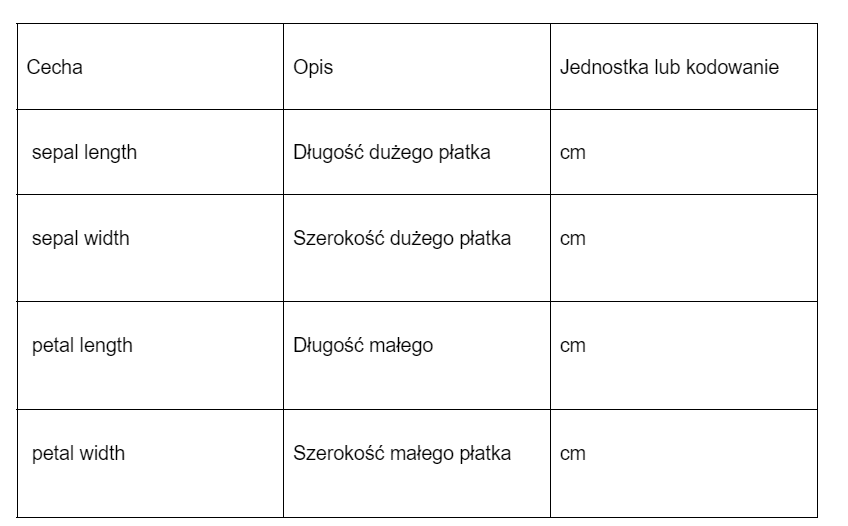 Cecha Opis Jednostka lub kodowanie
sepal length Długość dużego płatka cm
sepal width Szerokość dużego płatka cm
petal length Długość małego cm
petal width Szerokość małego płatka cm